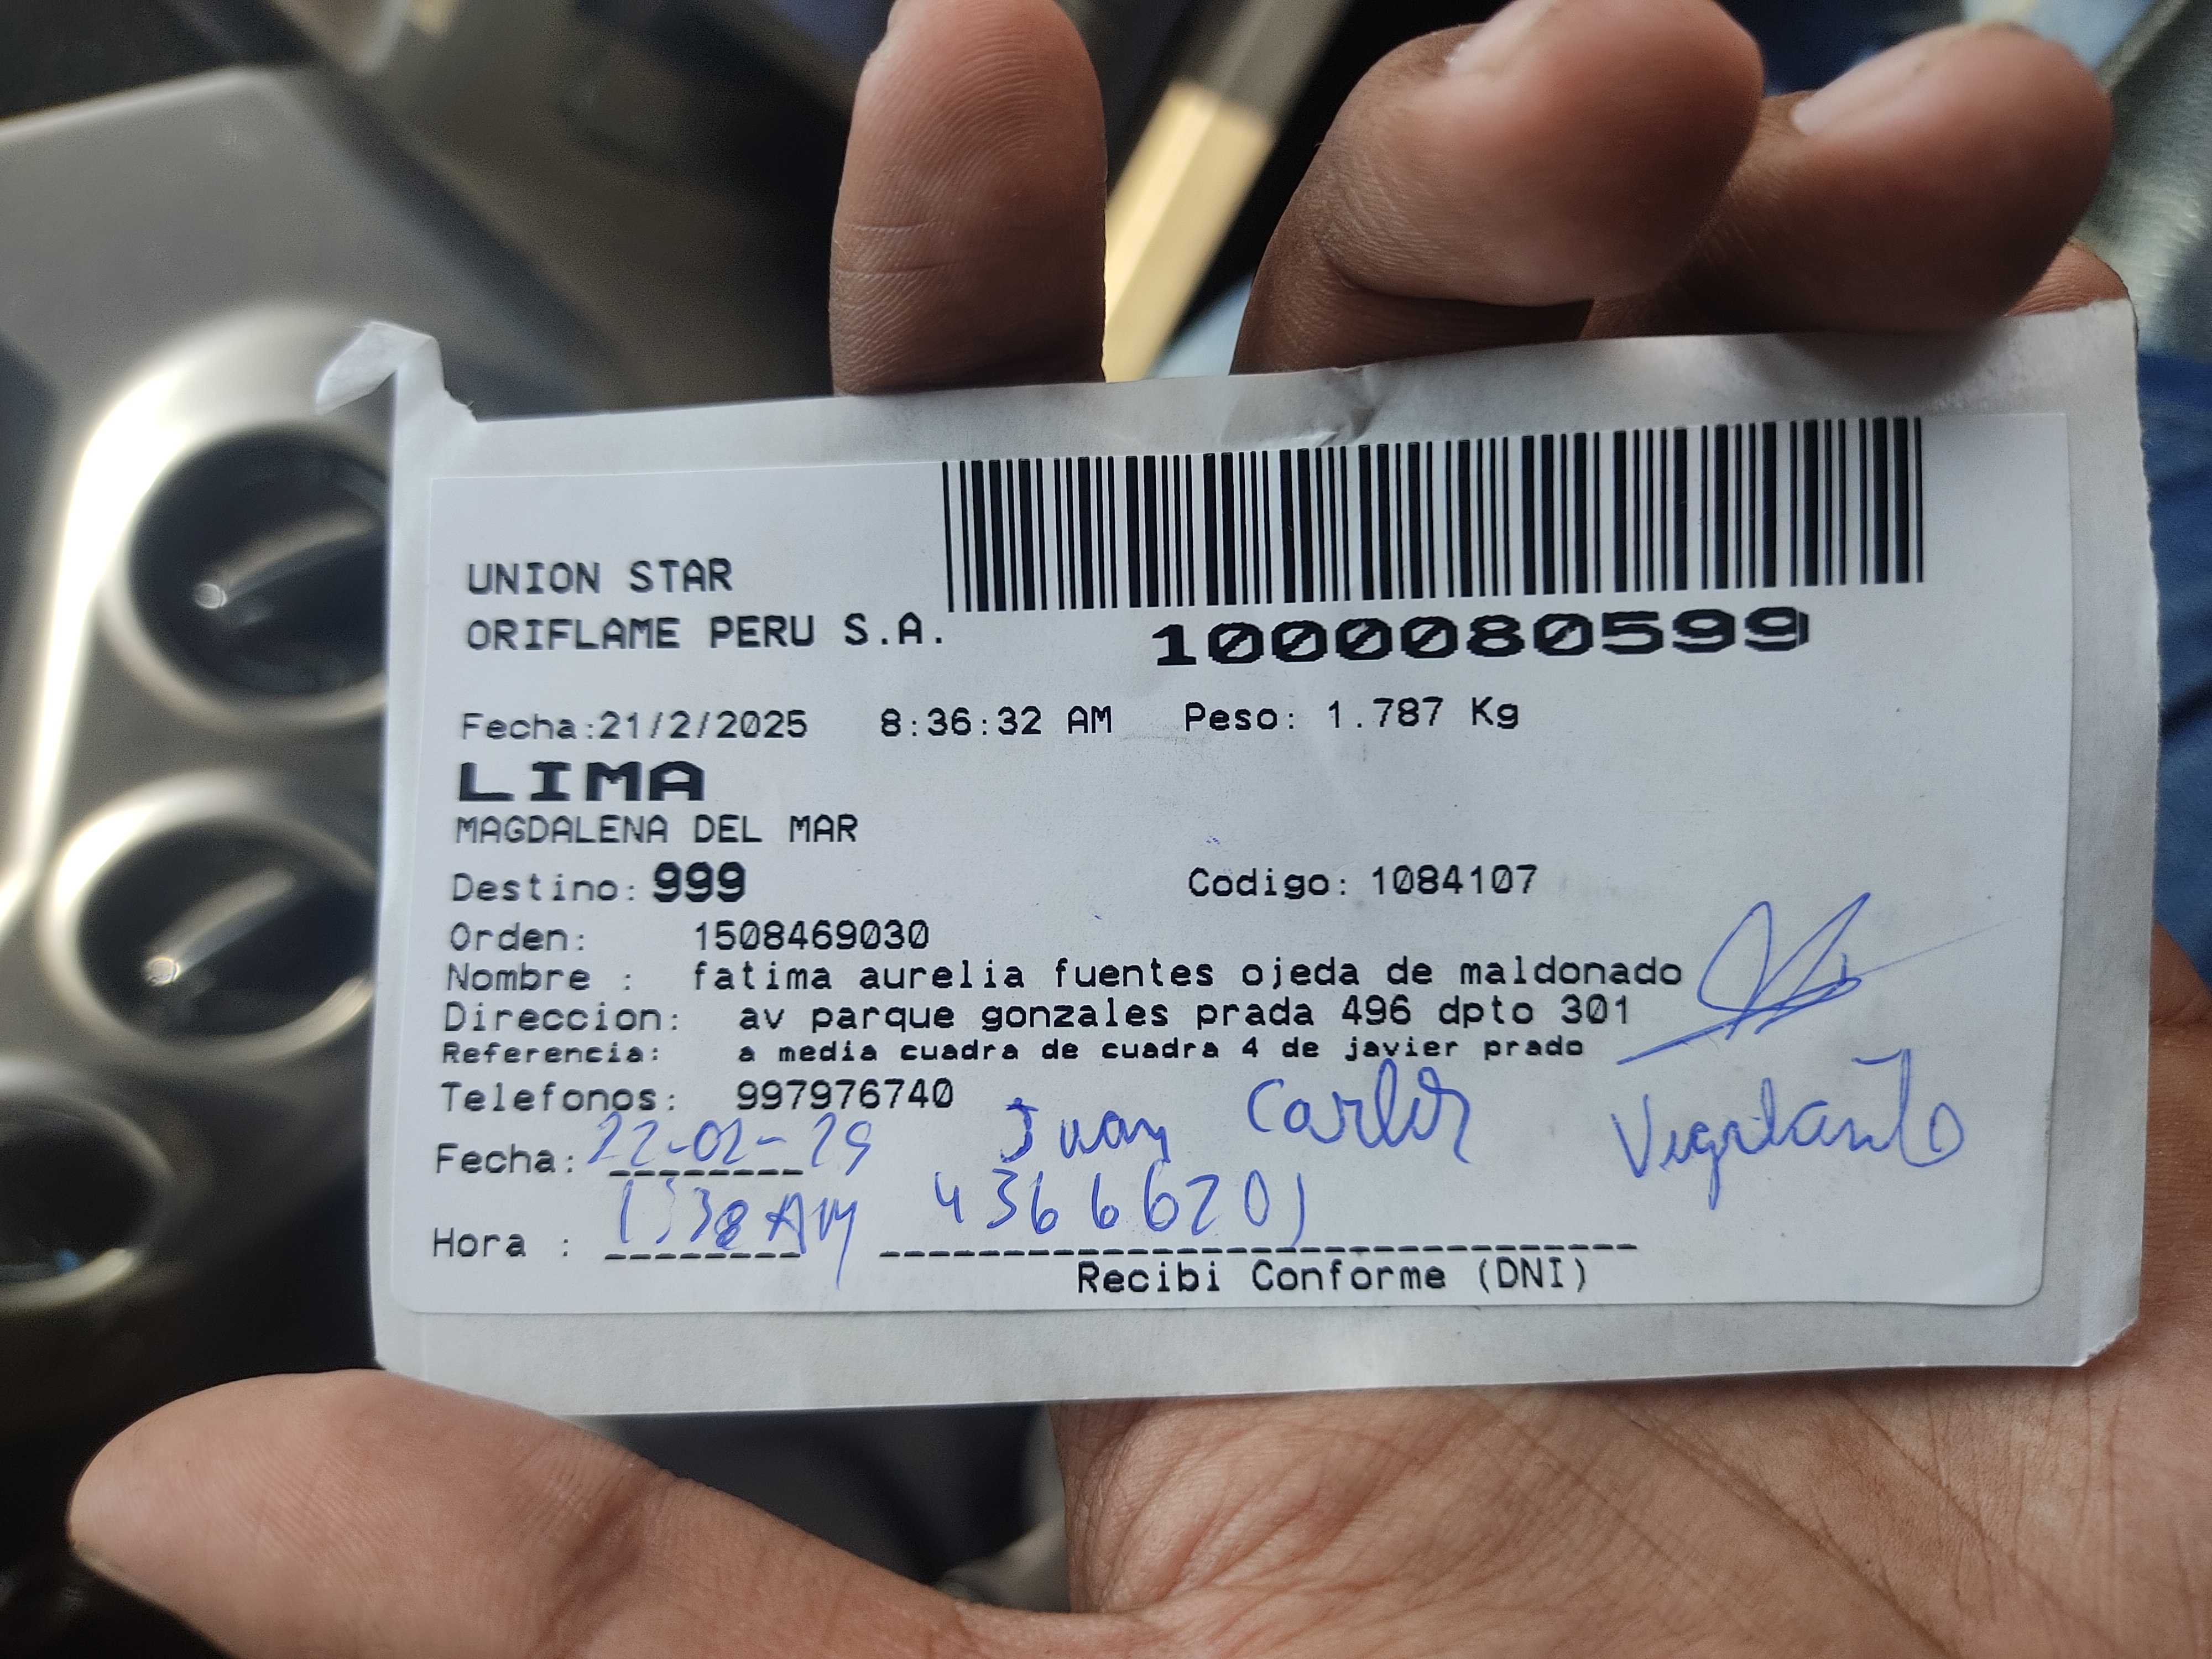 UNION STAR
ORIFLAME PERU S.A.
1000080599
Fecha:21/2/2025 8:36:32 AM Peso: 1.787 Kg
LIMA
MAGDALENA DEL MAR
Destino: 999 Codigo: 1084107
Orden: 1508469030
Nombre : fatima aurelia fuentes ojeda de maldonado
Direccion: av parque gonzales prada 496 dpto 301
Referencia: a media cuadra de cuadra 4 de javier prado
Telefonos: 997976740
Juan Carlos
Fecha: 22-02-25
Hora : AM 43666201
Recibi Conforme (DNI)